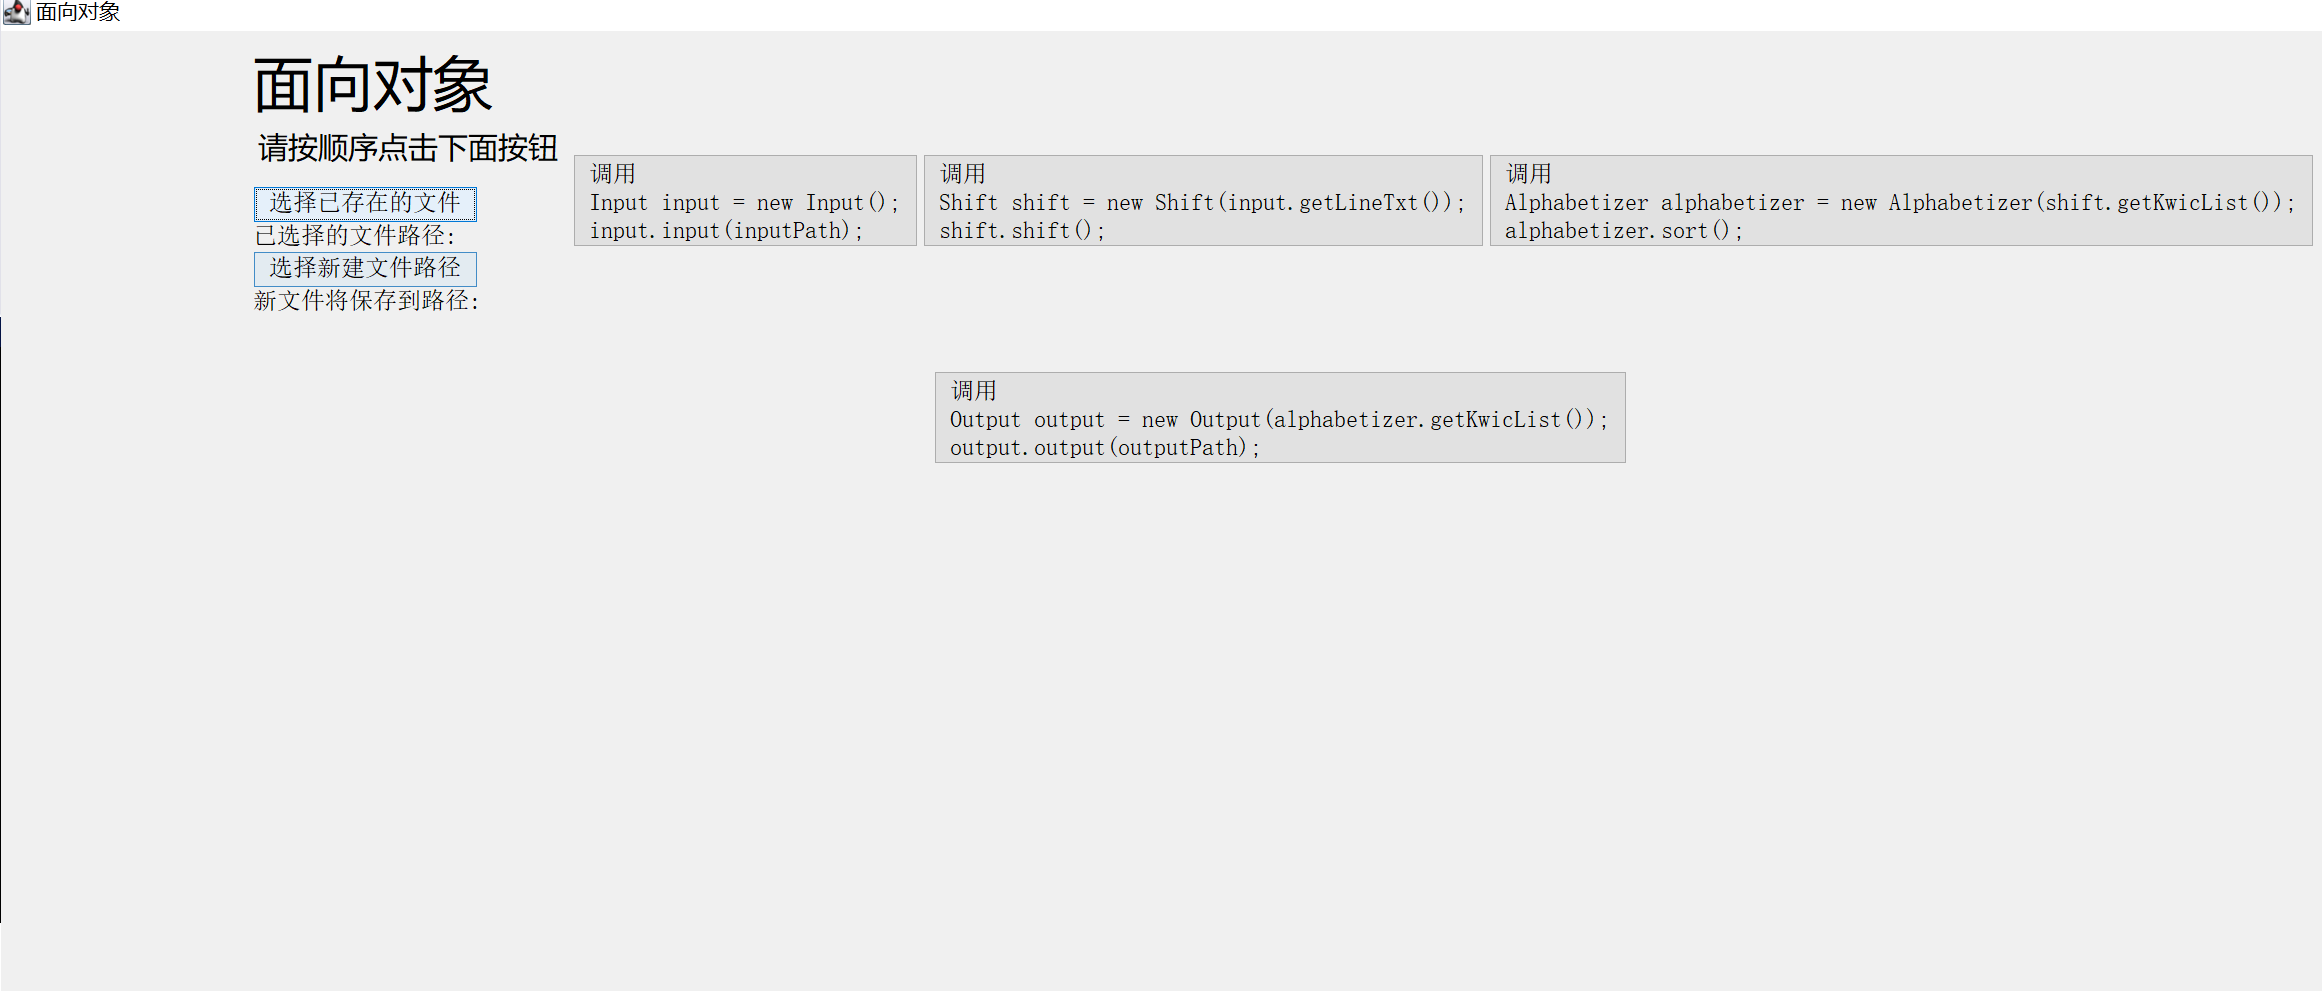 面向对象
面向对象
请按顺序点击下面按钮
选择已存在的文件
已选择的文件路径:
选择新建文件路径
新文件将保存到路径:
调用
Input input = new Input();
input.input(inputPath);
调用
Shift shift = new Shift(input.getLineTxt());
shift.shift();
调用
Alphabetizer alphabetizer = new Alphabetizer(shift.getKwicList());
alphabetizer.sort();
调用
Output output = new Output(alphabetizer.getKwicList());
output.output(outputPath);